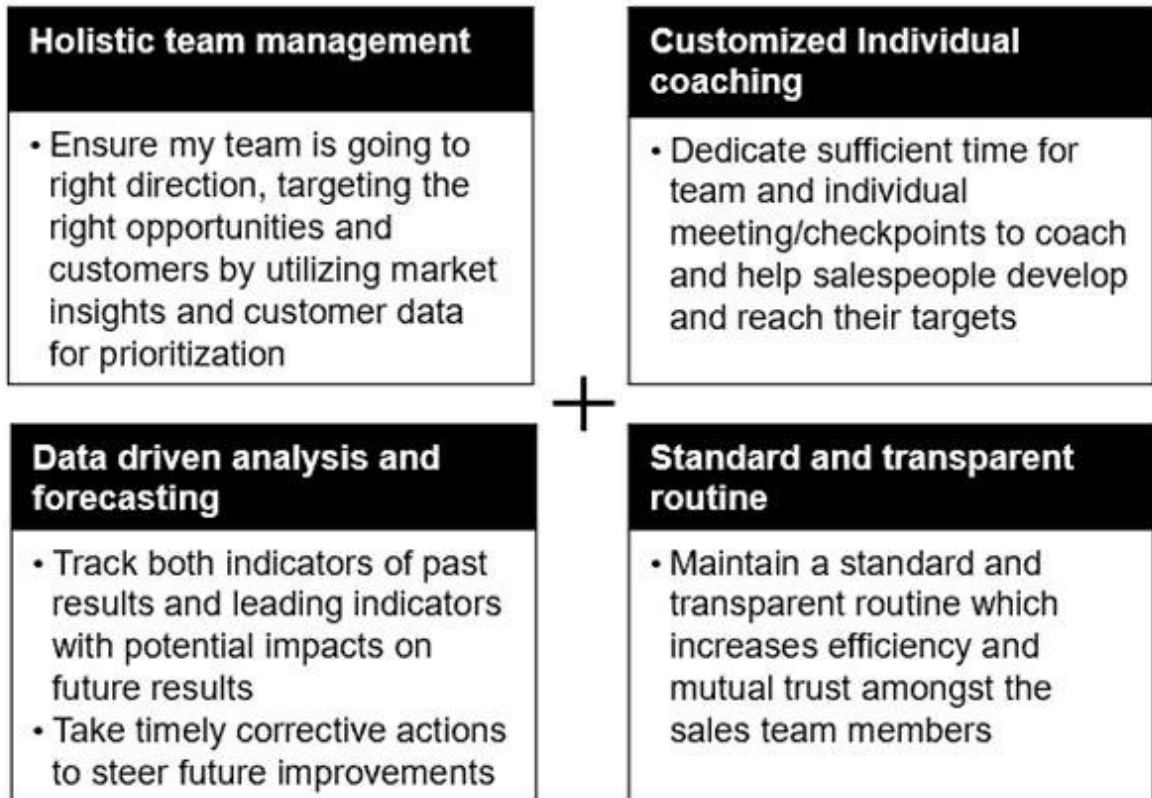 Holistic team management
• Ensure my team is going to
right direction, targeting the
right opportunities and
customers by utilizing market
insights and customer data
for prioritization
Customized Individual
coaching
• Dedicate sufficient time for
team and individual
meeting/checkpoints to coach
and help salespeople develop
and reach their targets
+
Data driven analysis and
forecasting
• Track both indicators of past
results and leading indicators
with potential impacts on
future results
• Take timely corrective actions
to steer future improvements
Standard and transparent
routine
• Maintain a standard and
transparent routine which
increases efficiency and
mutual trust amongst the
sales team members